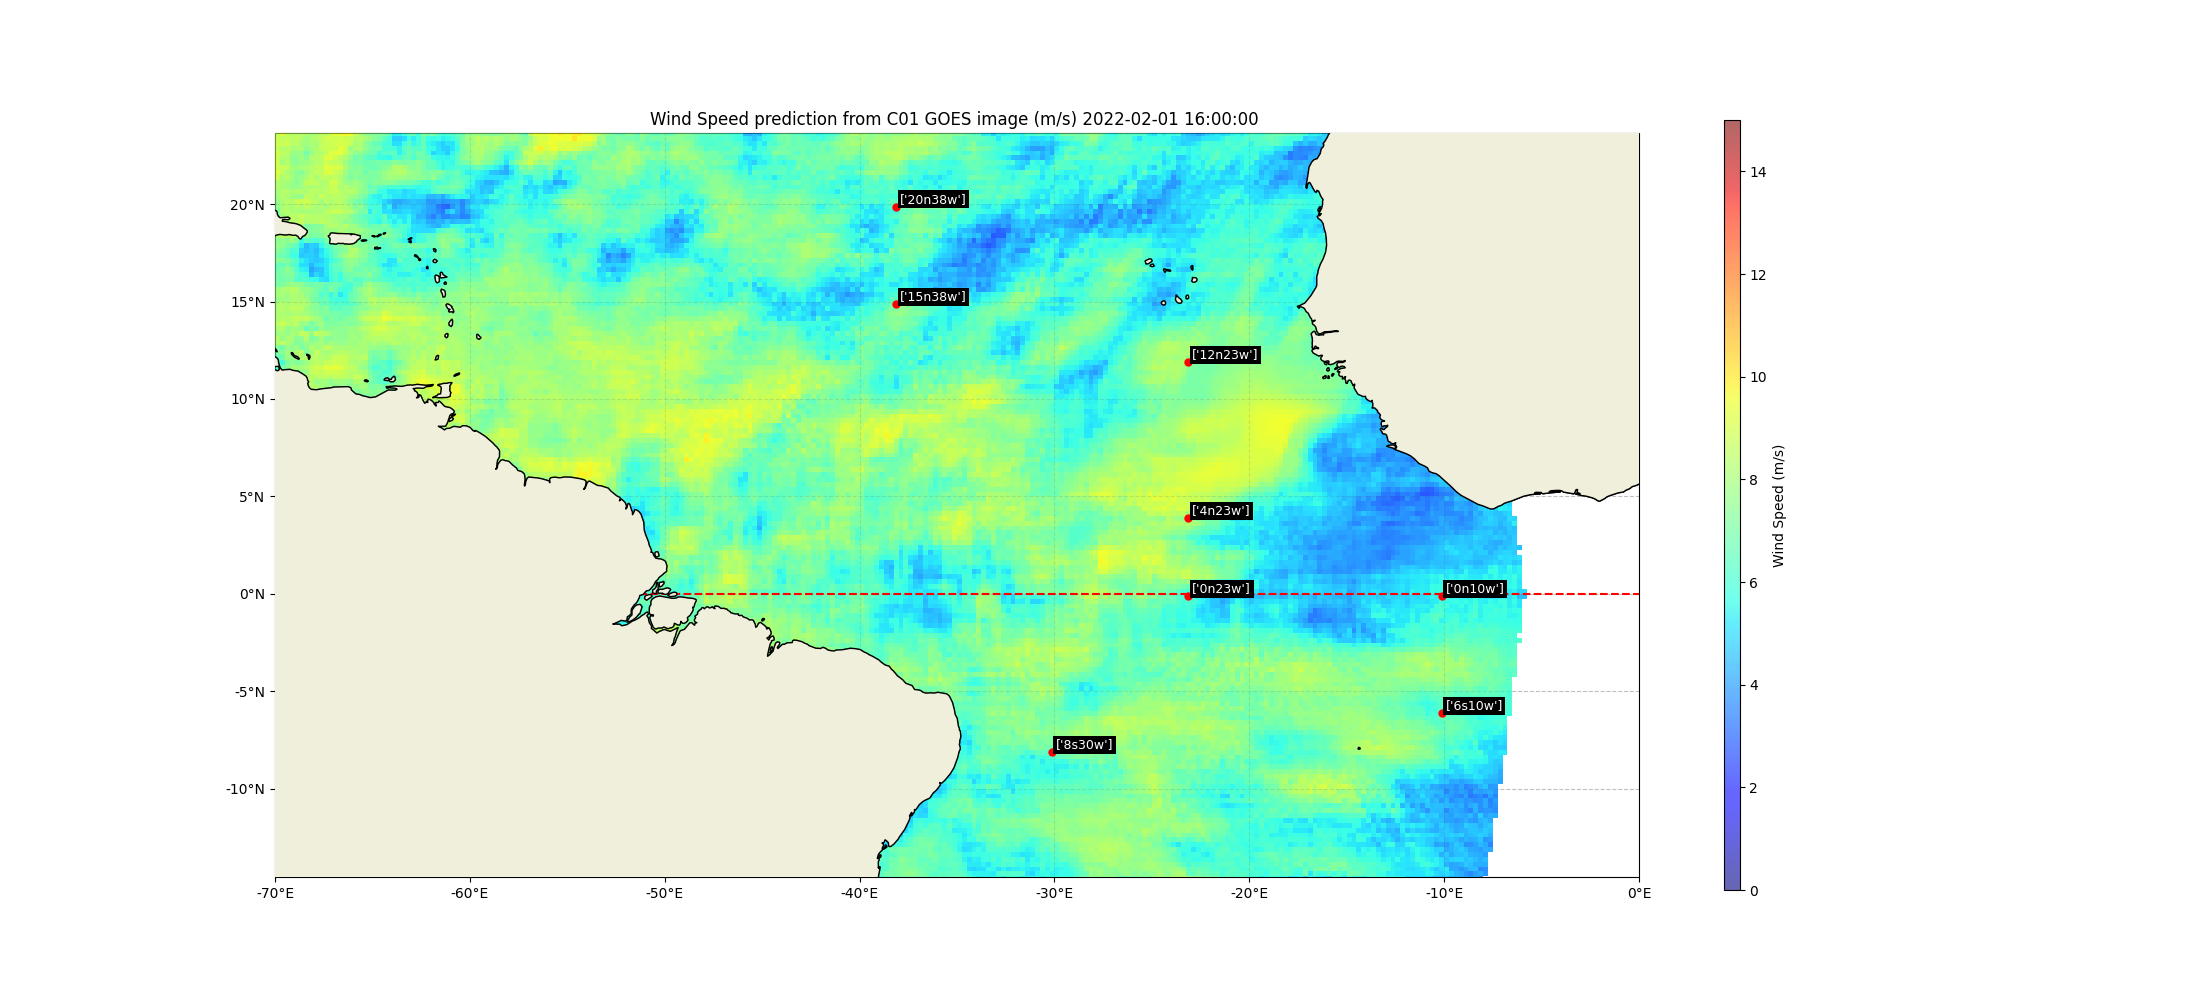 Wind Speed prediction from C01 GOES image (m/s) 2022-02-01 16:00:00
20°N
15°N
10°N
5°N
0°N
-5°N
-10°N
-70°E
-60°E
-50°E
-40°E
-30°E
-20°E
-10°E
0°E
['20n38w']
['15n38w']
['12n23w']
['4n23w']
['0n23w']
['0n10w']
['6s10w']
['8s30w']
14
12
10
8
6
4
2
0
Wind Speed (m/s)